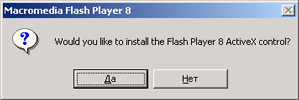 Macromedia Flash Player 8
Would you like to install the Flash Player 8 ActiveX control?
Да
Нет